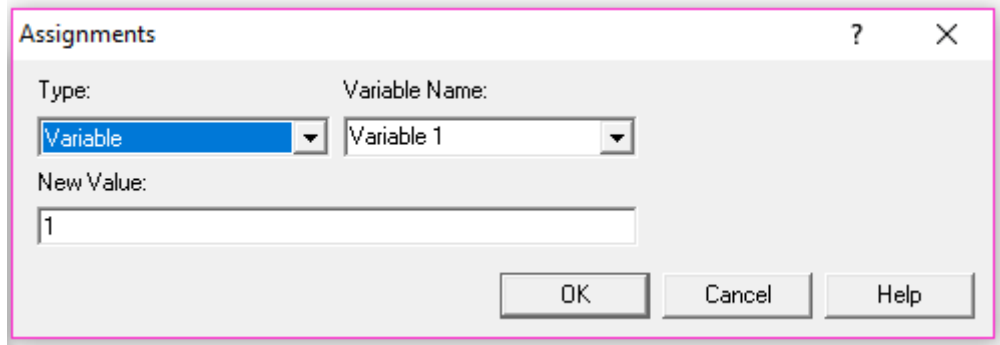 Assignments ?
Type: Variable Name:
Variable Variable 1
New Value:
1
OK Cancel Help